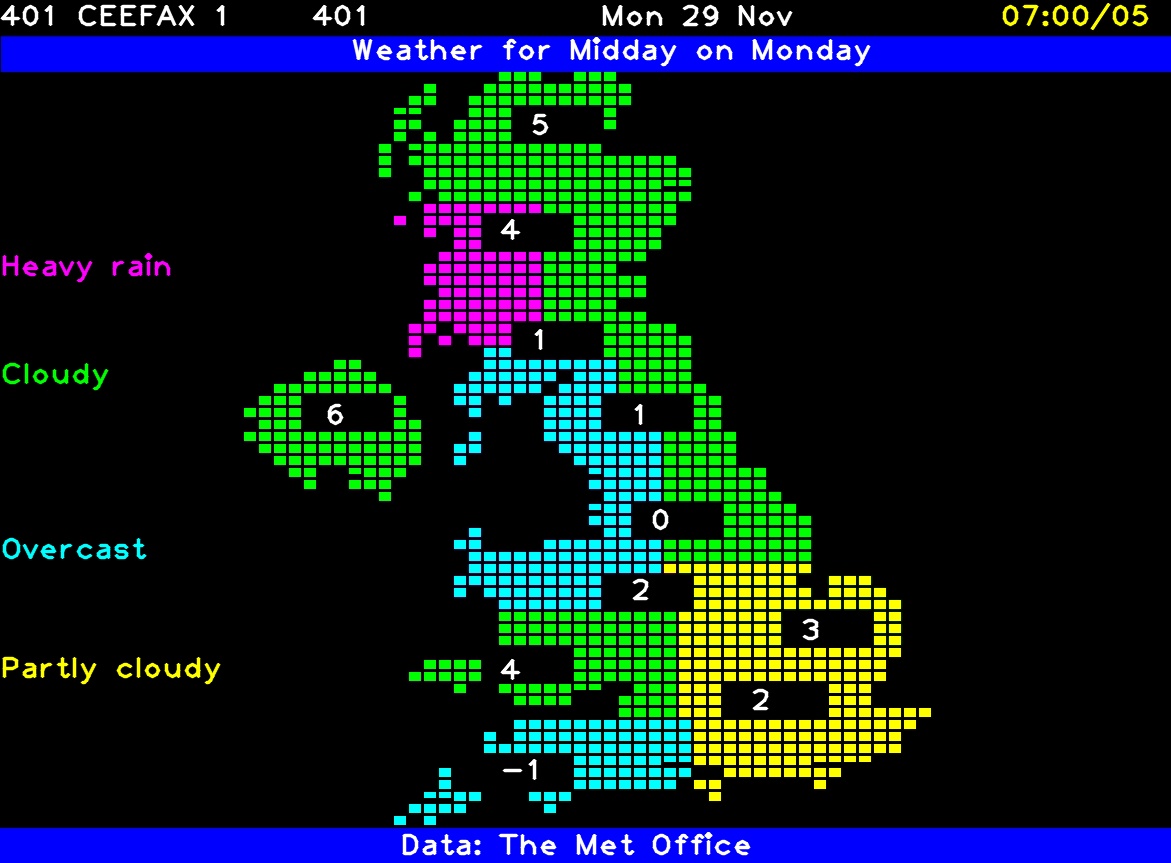 401 CEEFAX 1 401 Mon 29 Nov 07:00/05
Weather for Midday on Monday
5
4
Heavy rain
1
Cloudy
6 1
0
Overcast
2
3
Partly cloudy 4
2
-1
Data: The Met Office